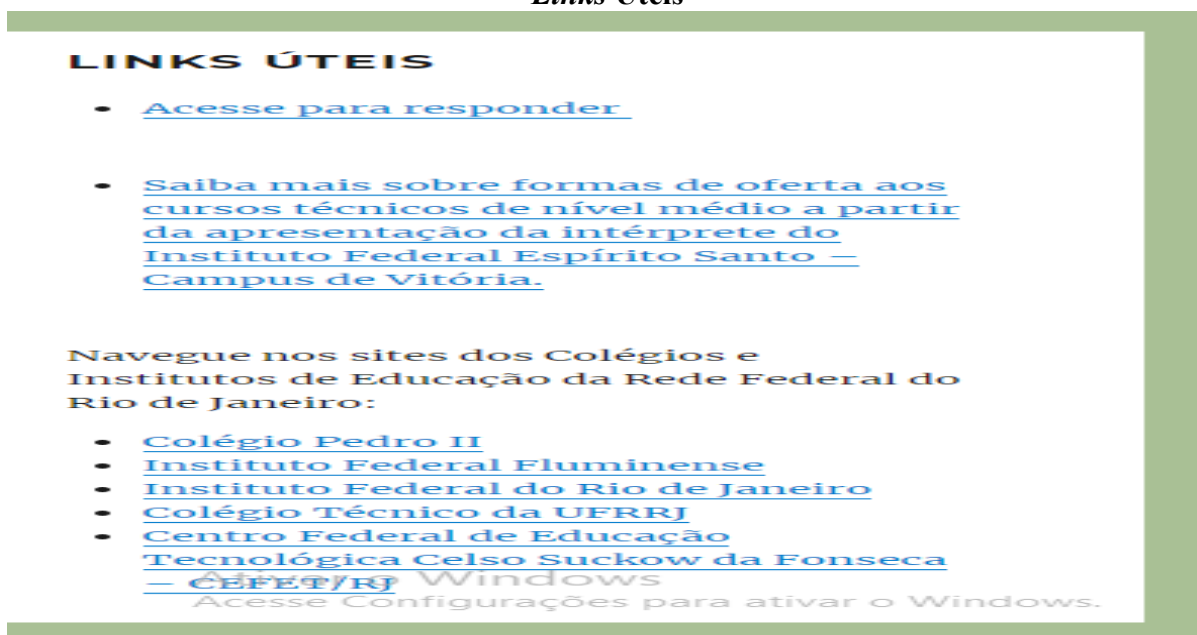 Links Úteis
LINKS ÚTEIS
• Acesse para responder
• Saiba mais sobre formas de oferta aos
cursos técnicos de nível médio a partir
da apresentação da intérprete do
Instituto Federal Espírito Santo –
Campus de Vitória.
Navegue nos sites dos Colégios e
Institutos de Educação da Rede Federal do
Rio de Janeiro:
• Colégio Pedro II
• Instituto Federal Fluminense
• Instituto Federal do Rio de Janeiro
• Colégio Técnico da UFRRJ
• Centro Federal de Educação
Tecnológica Celso Suckow da Fonseca
– CEFET/RJ
Ativar o Windows
Acesse Configurações para ativar o Windows.